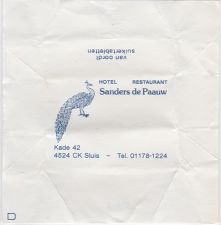 van oordt
suikertabletten
HOTEL RESTAURANT
Sanders de Paauw
Kade 42
4524 CK Sluis - Tel. 01178-1224
D